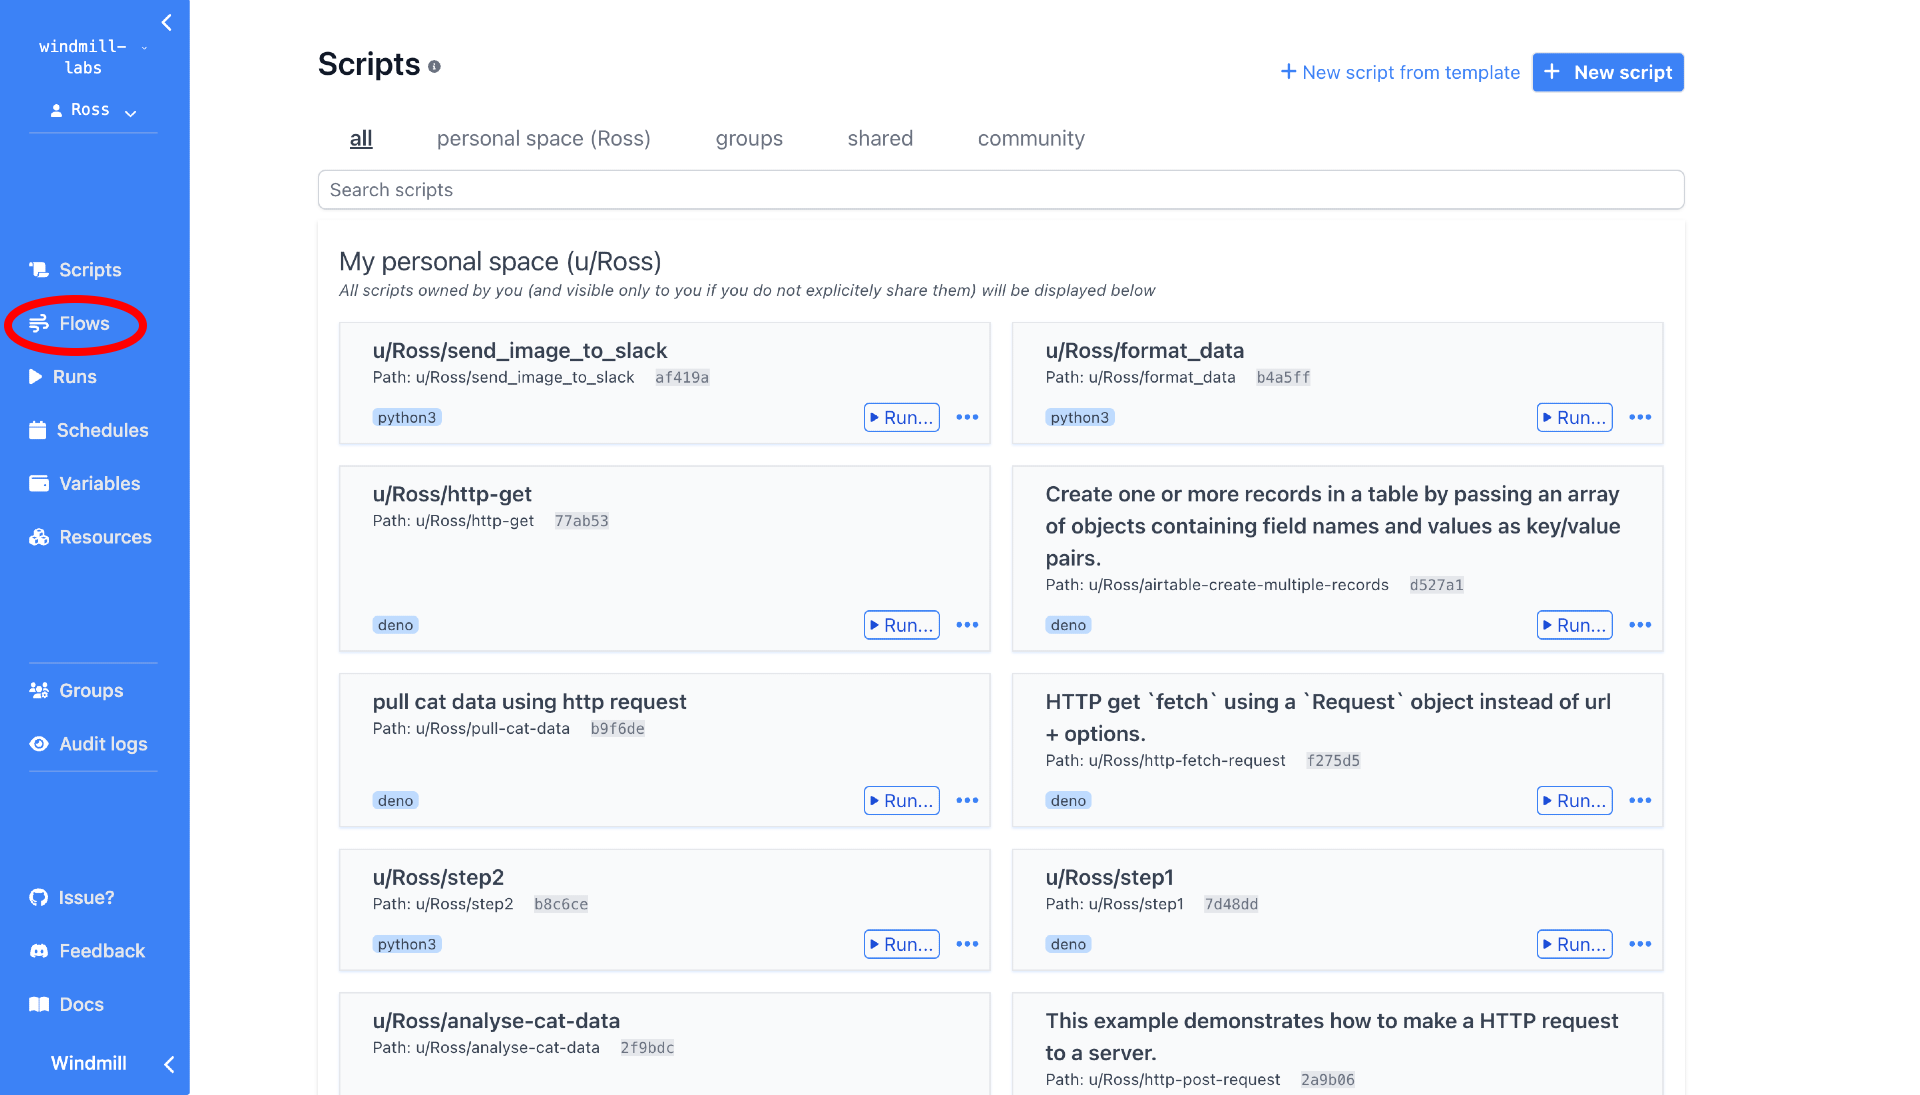 windmill-
labs
Ross
Scripts
Flows
Runs
Schedules
Variables
Resources
Groups
Audit logs
Issue?
Feedback
Docs
Windmill
Scripts
New script from template
New script
all personal space (Ross) groups shared community
Search scripts
My personal space (u/Ross)
All scripts owned by you (and visible only to you if you do not explicitely share them) will be displayed below
u/Ross/send_image_to_slack
Path: u/Ross/send_image_to_slack af419a
python3 Run...
u/Ross/format_data
Path: u/Ross/format_data b4a5ff
python3 Run...
u/Ross/http-get
Path: u/Ross/http-get 77ab53
deno Run...
Create one or more records in a table by passing an array
of objects containing field names and values as key/value
pairs.
Path: u/Ross/airtable-create-multiple-records d527a1
deno Run...
pull cat data using http request
Path: u/Ross/pull-cat-data b9f6de
deno Run...
HTTP get `fetch` using a `Request` object instead of url
+ options.
Path: u/Ross/http-fetch-request f275d5
deno Run...
u/Ross/step2
Path: u/Ross/step2 b8c6ce
python3 Run...
u/Ross/step1
Path: u/Ross/step1 7d48dd
deno Run...
u/Ross/analyse-cat-data
Path: u/Ross/analyse-cat-data 2f9bdc
This example demonstrates how to make a HTTP request
to a server.
Path: u/Ross/http-post-request 2a9b06